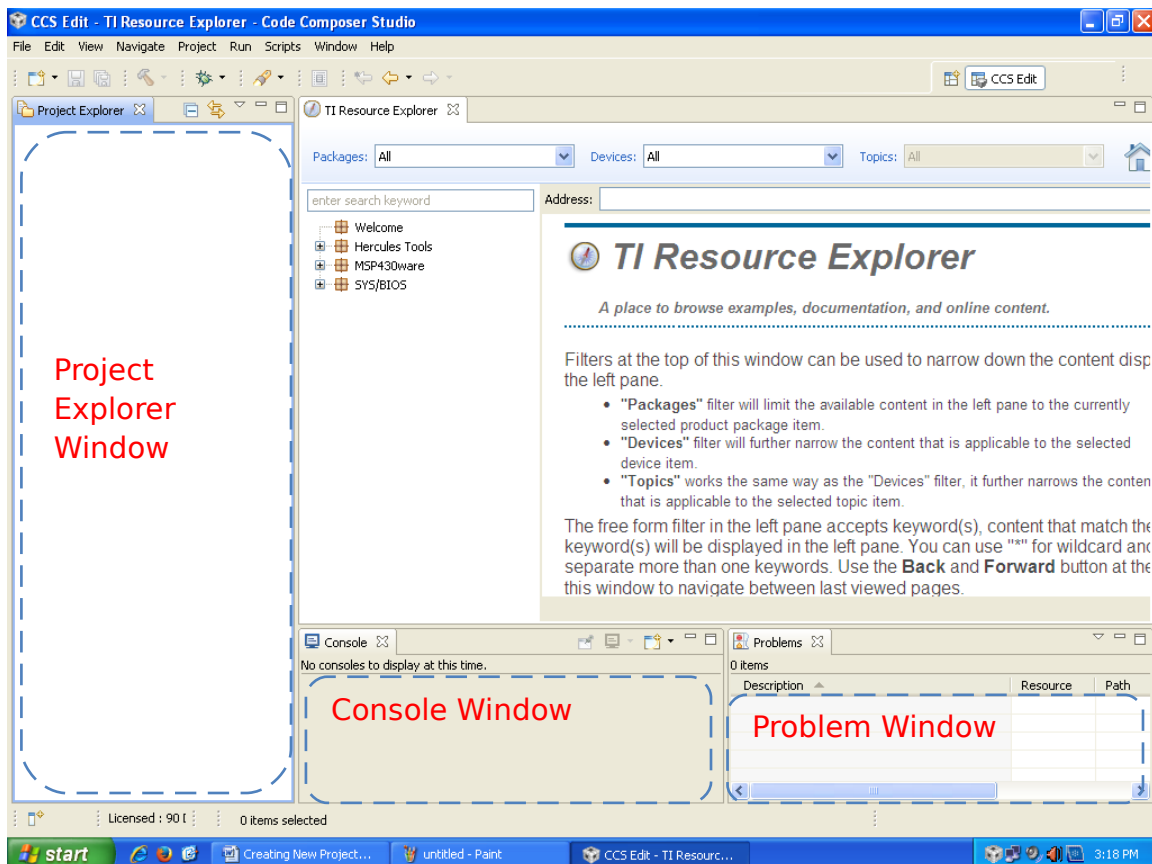 CCS Edit - TI Resource Explorer - Code Composer Studio
File Edit View Navigate Project Run Scripts Window Help
CCS Edit
Project Explorer
TI Resource Explorer
Packages: All
Devices: All
Topics: All
enter search keyword
Address:
Welcome
Hercules Tools
MSP430ware
SYS/BIOS
TI Resource Explorer
A place to browse examples, documentation, and online content.
Filters at the top of this window can be used to narrow down the content disp
the left pane.
• "Packages" filter will limit the available content in the left pane to the currently
selected product package item.
• "Devices" filter will further narrow the content that is applicable to the selected
device item.
• "Topics" works the same way as the "Devices" filter, it further narrows the conten
that is applicable to the selected topic item.
The free form filter in the left pane accepts keyword(s), content that match the
keyword(s) will be displayed in the left pane. You can use "*" for wildcard and
separate more than one keywords. Use the Back and Forward button at the
this window to navigate between last viewed pages.
Project
Explorer
Window
Console
No consoles to display at this time.
Console Window
Problems
0 items
Description Resource Path
Problem Window
Licensed : 90
0 items selected
start
Creating New Project...
untitled - Paint
CCS Edit - TI Resourc...
3:18 PM